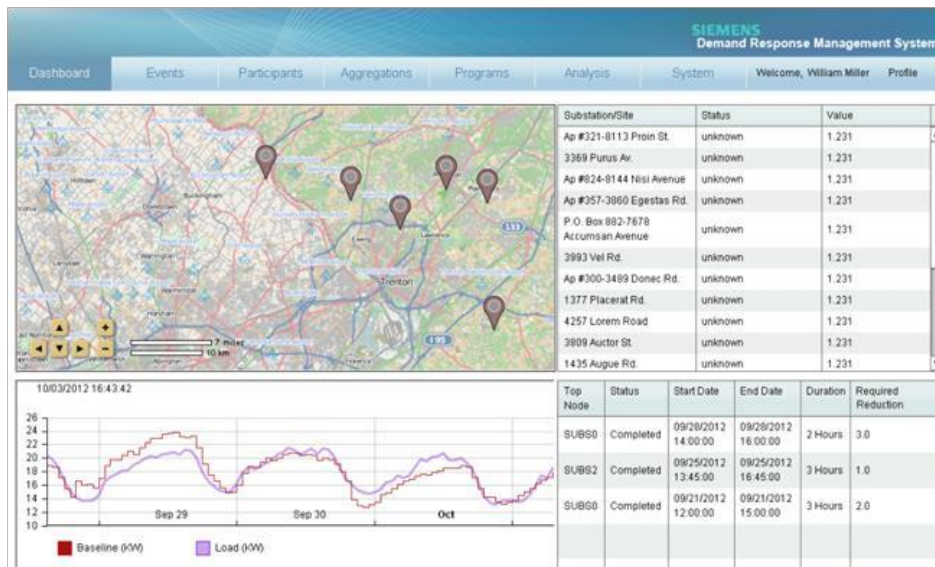 SIEMENS
Demand Response Management System
Dashboard Events Participants Aggregations Programs Analysis System Welcome, William Miller Profile
Substation/Site Status Value
Ap #321-8113 Proin St. unknown 1.231
3369 Purus Av. unknown 1.231
Ap #824-8144 Nisi Avenue unknown 1.231
Ap #357-3860 Egestas Rd. unknown 1.231
P.O. Box 882-7678
Accumsan Avenue unknown 1.231
3993 Vel Rd. unknown 1.231
Ap #300-3489 Donec Rd. unknown 1.231
1377 Placerat Rd. unknown 1.231
4257 Lorem Road unknown 1.231
3809 Auctor St. unknown 1.231
1435 Augue Rd. unknown 1.231
Doylestown
Buckingham
Warrington
Warminster
Horsham
Lansdale
Ewing
Lawrence
Trenton
I 95
7 miles
10 km
10/03/2012 16:43:42
26
24
22
20
18
16
14
12
10
Sep 29 Sep 30 Oct
Baseline (KW) Load (KW)
Top
Node Status Start Date End Date Duration Required
Reduction
SUBS0 Completed 09/28/2012
14:00:00 09/28/2012
16:00:00 2 Hours 3.0
SUBS2 Completed 09/25/2012
13:45:00 09/25/2012
16:45:00 3 Hours 1.0
SUBS0 Completed 09/21/2012
12:00:00 09/21/2012
15:00:00 3 Hours 2.0